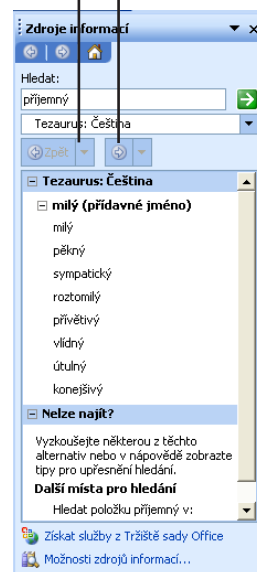 Zdroje informací
Hledat:
příjemný
Tezaurus: Čeština
Zpět
Tezaurus: Čeština
milý (přídavné jméno)
milý
pěkný
sympatický
roztomilý
přívětivý
vlídný
útulný
konejšivý
Nelze najít?
Vyzkoušejte některou z těchto
alternativ nebo v nápovědě zobrazte
tipy pro upřesnění hledání.
Další místa pro hledání
Hledat položku příjemný v:
Získat služby z Tržiště sady Office
Možnosti zdrojů informací...